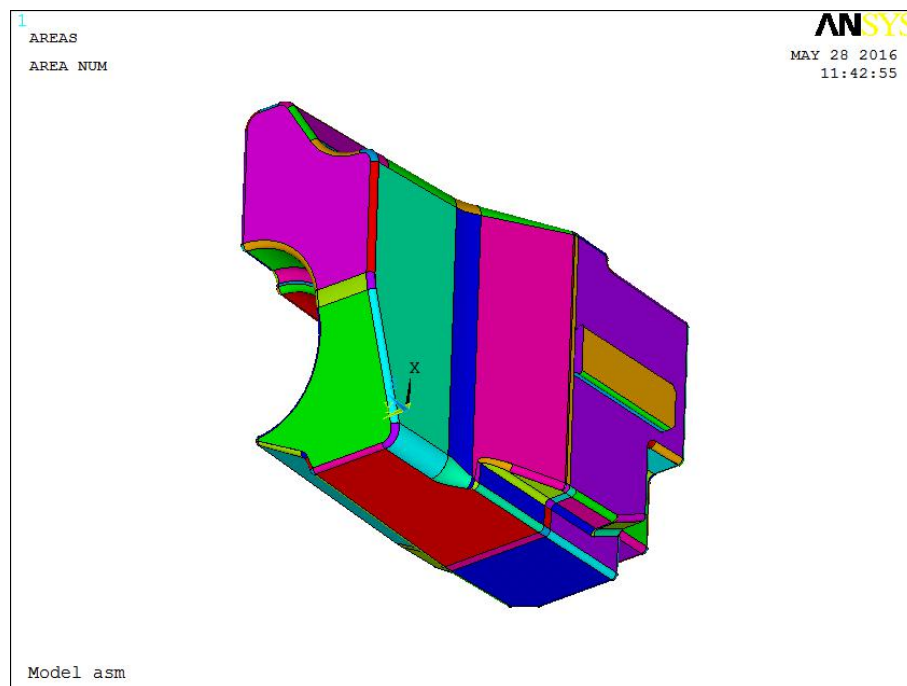 1
AREAS
AREA NUM
ANSYS
MAY 28 2016
11:42:55
X
Model asm